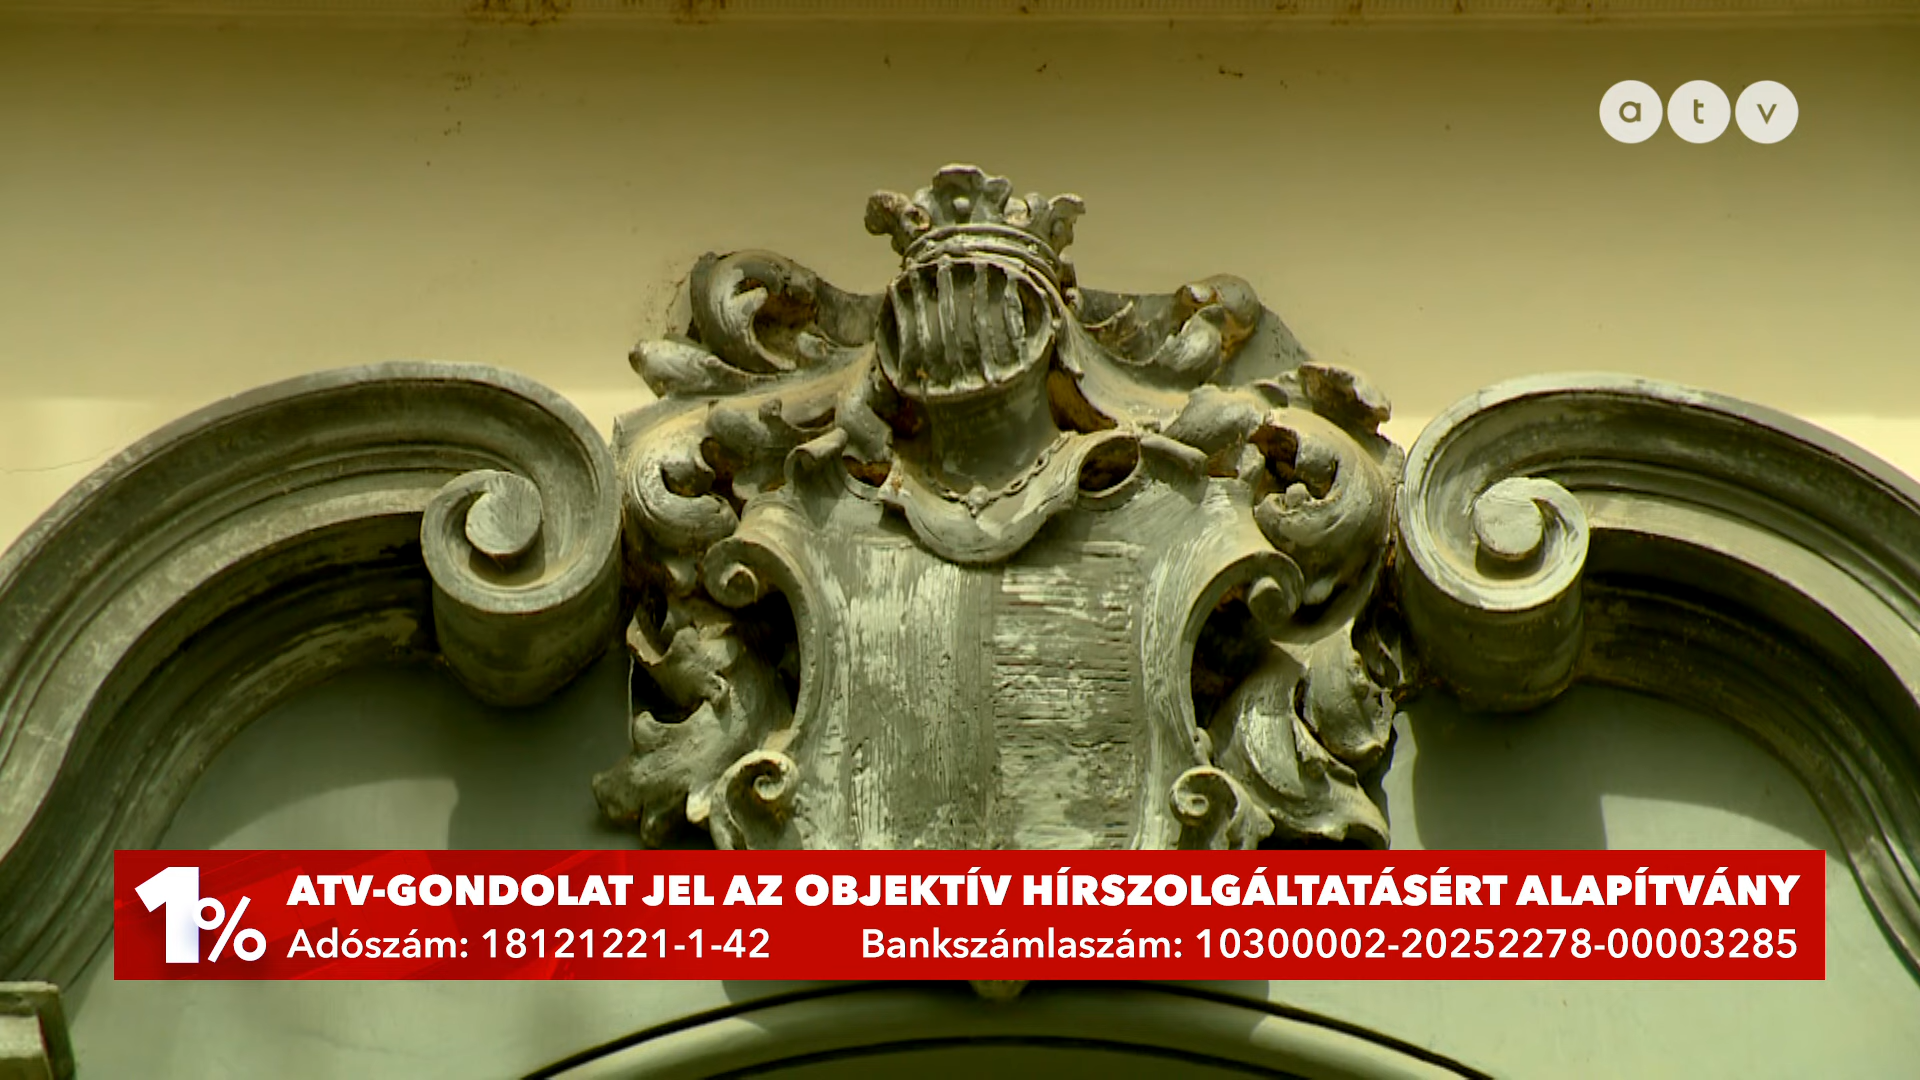 atv
1%
ATV-GONDOLAT JEL AZ OBJEKTÍV HÍRSZOLGÁLTATÁSÉRT ALAPÍTVÁNY
Adószám: 18121221-1-42 Bankszámlaszám: 10300002-20252278-00003285